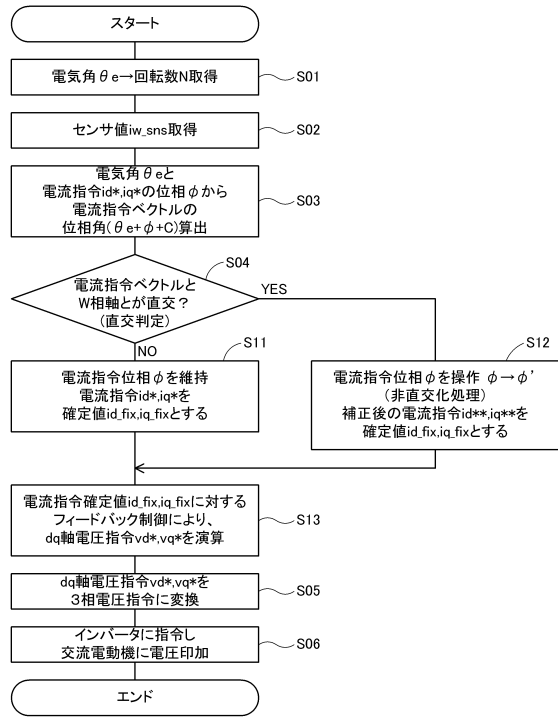 スタート
電気角θe→回転数N取得
S01
センサ値iw_sns取得
S02
電気角θeと
電流指令id*,iq*の位相φから
電流指令ベクトルの
位相角(θe+φ+C)算出
S03
S04
電流指令ベクトルと
W相軸とが直交？
(直交判定)
YES
NO
S11
電流指令位相φを維持
電流指令id*,iq*を
確定値id_fix,iq_fixとする
S12
電流指令位相φを操作 φ→φ'
(非直交化処理)
補正後の電流指令id**,iq**を
確定値id_fix,iq_fixとする
電流指令確定値id_fix,iq_fixに対する
フィードバック制御により、
dq軸電圧指令vd*,vq*を演算
S13
dq軸電圧指令vd*,vq*を
３相電圧指令に変換
S05
インバータに指令し
交流電動機に電圧印加
S06
エンド